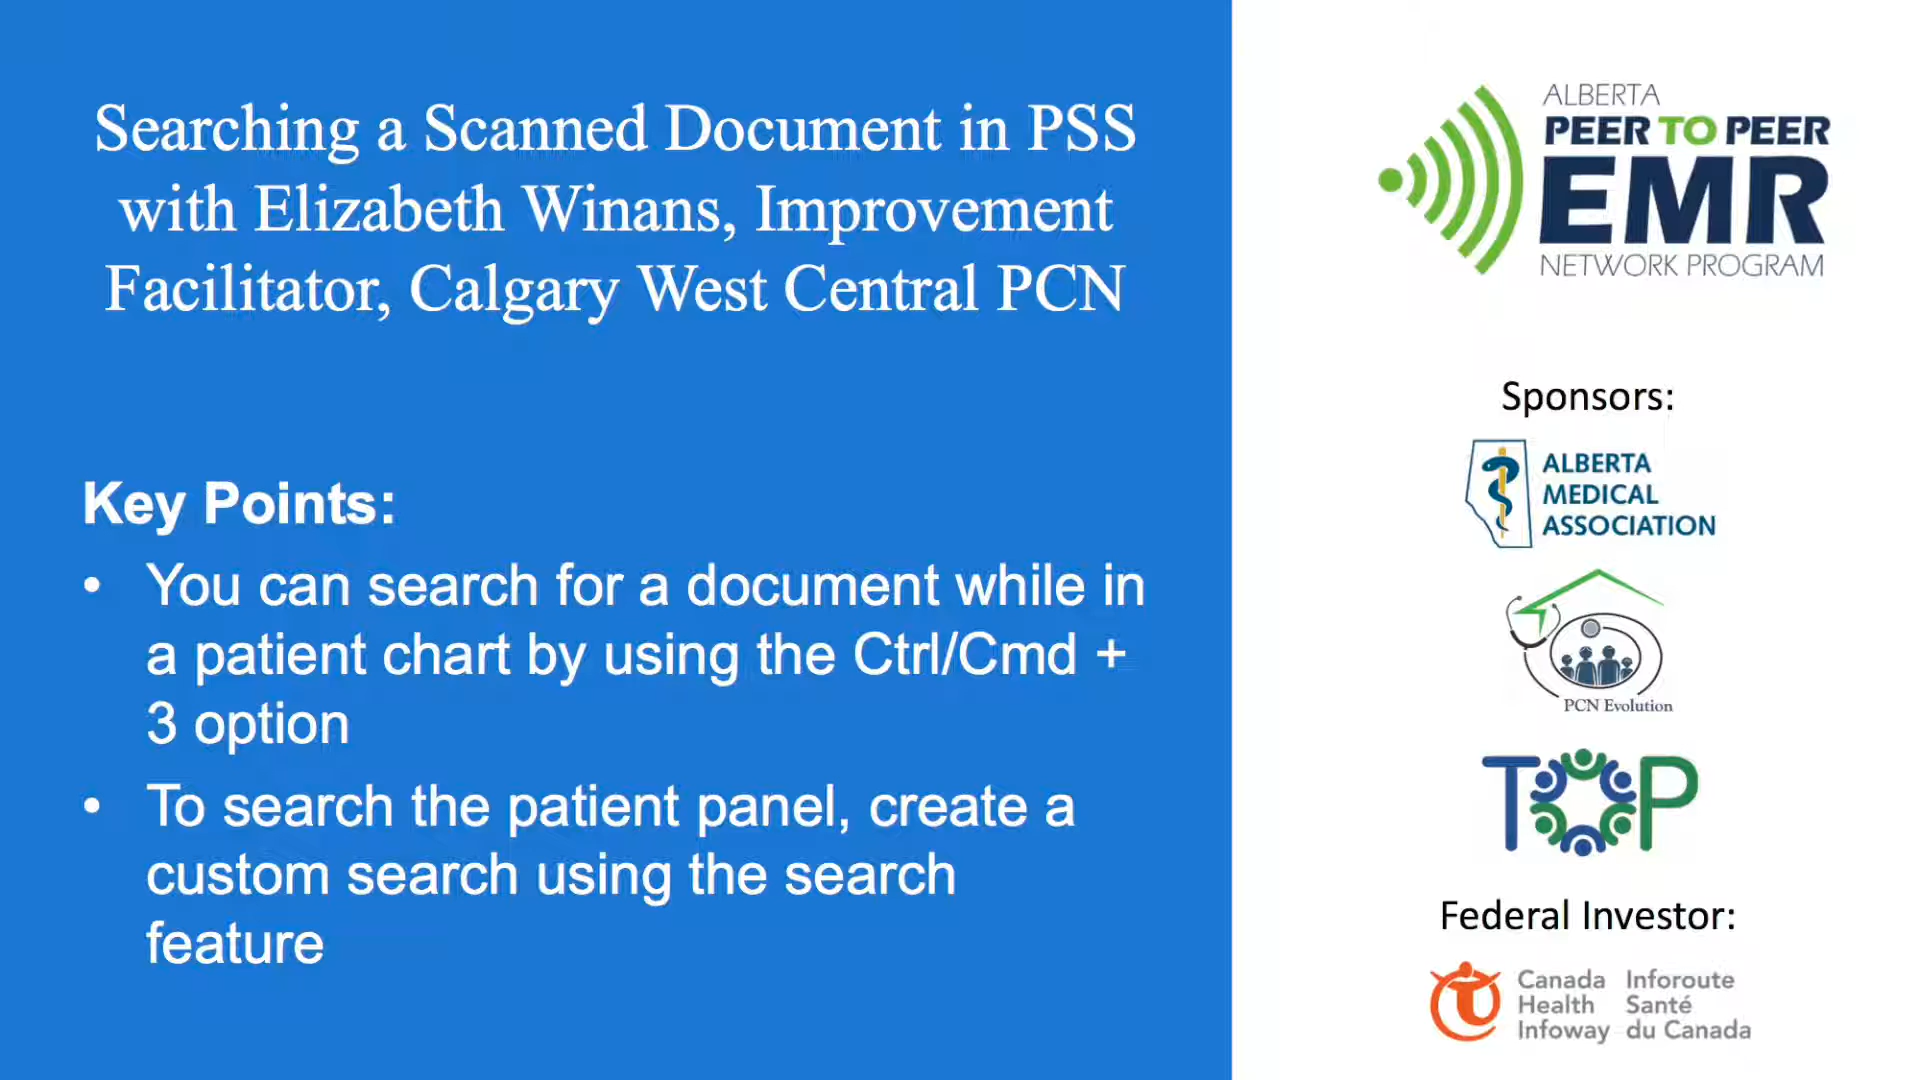 Searching a Scanned Document in PSS
with Elizabeth Winans, Improvement
Facilitator, Calgary West Central PCN
Key Points:
• You can search for a document while in
a patient chart by using the Ctrl/Cmd +
3 option
• To search the patient panel, create a
custom search using the search
feature
ALBERTA
PEER TO PEER
EMR
NETWORK PROGRAM
Sponsors:
ALBERTA
MEDICAL
ASSOCIATION
PCN Evolution
TOP
Federal Investor:
Canada Inforoute
Health Santé
Infoway du Canada